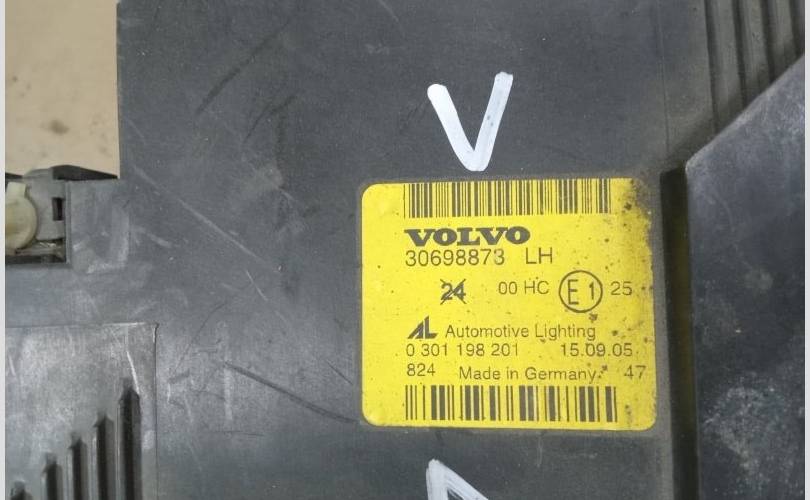 V
VOLVO
30698873 LH
24 00 HC E1 25
AL Automotive Lighting
0 301 198 201 15.09.05
824 Made in Germany 47